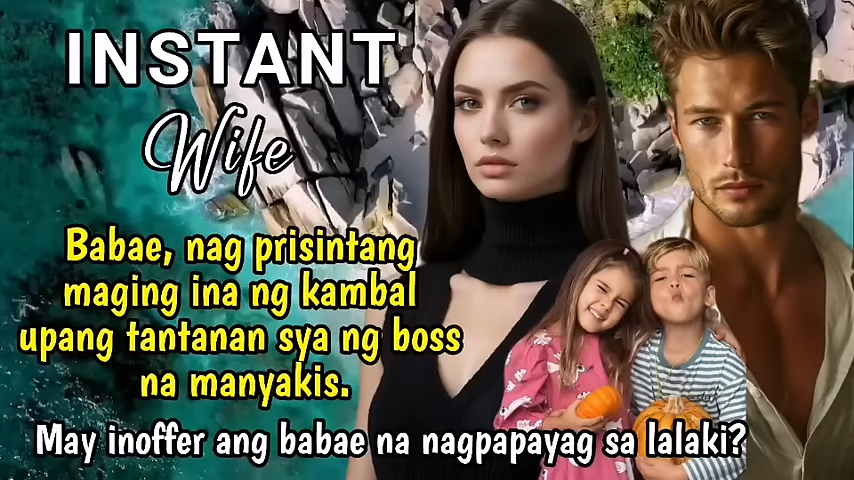 INSTANT
Wife
Babae, nag prisintang
maging ina ng kambal
upang tantanan sya ng boss
na manyakis.
May inoffer ang babae na nagpapayag sa lalaki?